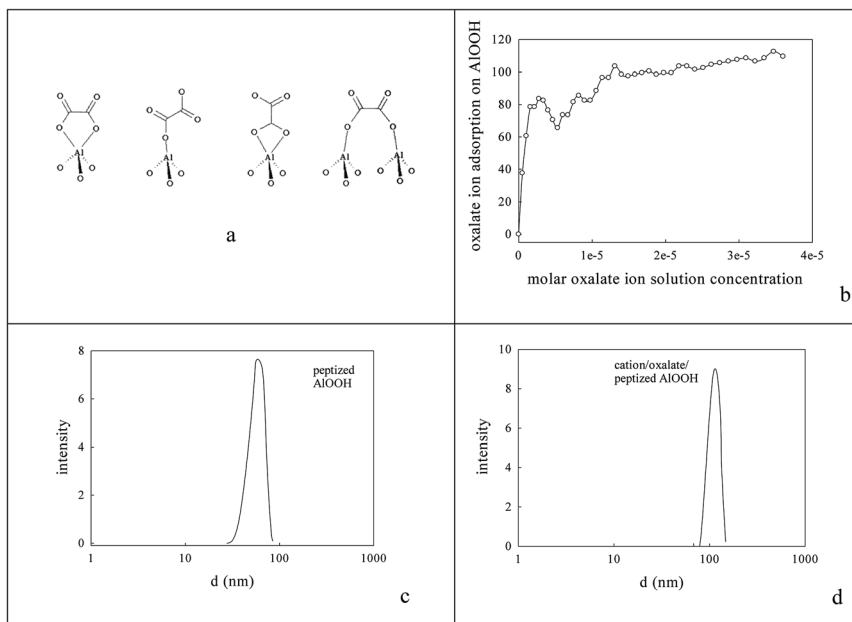 O O
O O
Al
O O
O
O
O O
O
Al
O O
O
O O
O O
Al
O O
O
O O
O O
Al Al
O O O O
O O
a
oxalate ion adsorption on AlOOH
120
100
80
60
40
20
0
0 1e-5 2e-5 3e-5 4e-5
molar oxalate ion solution concentration
b
peptized
AlOOH
intensity
8
6
4
2
0
1 10 100 1000
d (nm)
c
cation/oxalate/
peptized AlOOH
intensity
10
8
6
4
2
0
1 10 100 1000
d (nm)
d